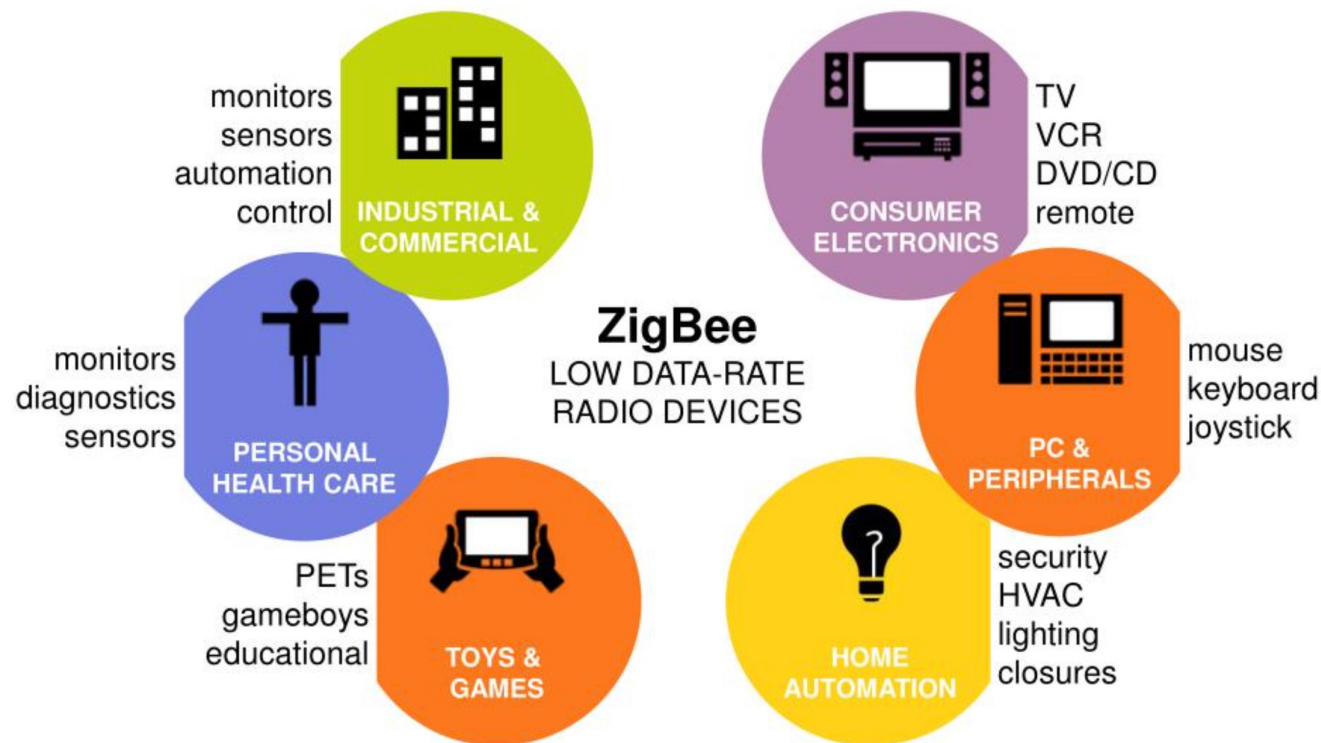 monitors
sensors
automation
control
INDUSTRIAL &
COMMERCIAL
CONSUMER
ELECTRONICS
TV
VCR
DVD/CD
remote
monitors
diagnostics
sensors
PERSONAL
HEALTH CARE
ZigBee
LOW DATA-RATE
RADIO DEVICES
PC &
PERIPHERALS
mouse
keyboard
joystick
PETs
gameboys
educational
TOYS &
GAMES
HOME
AUTOMATION
security
HVAC
lighting
closures